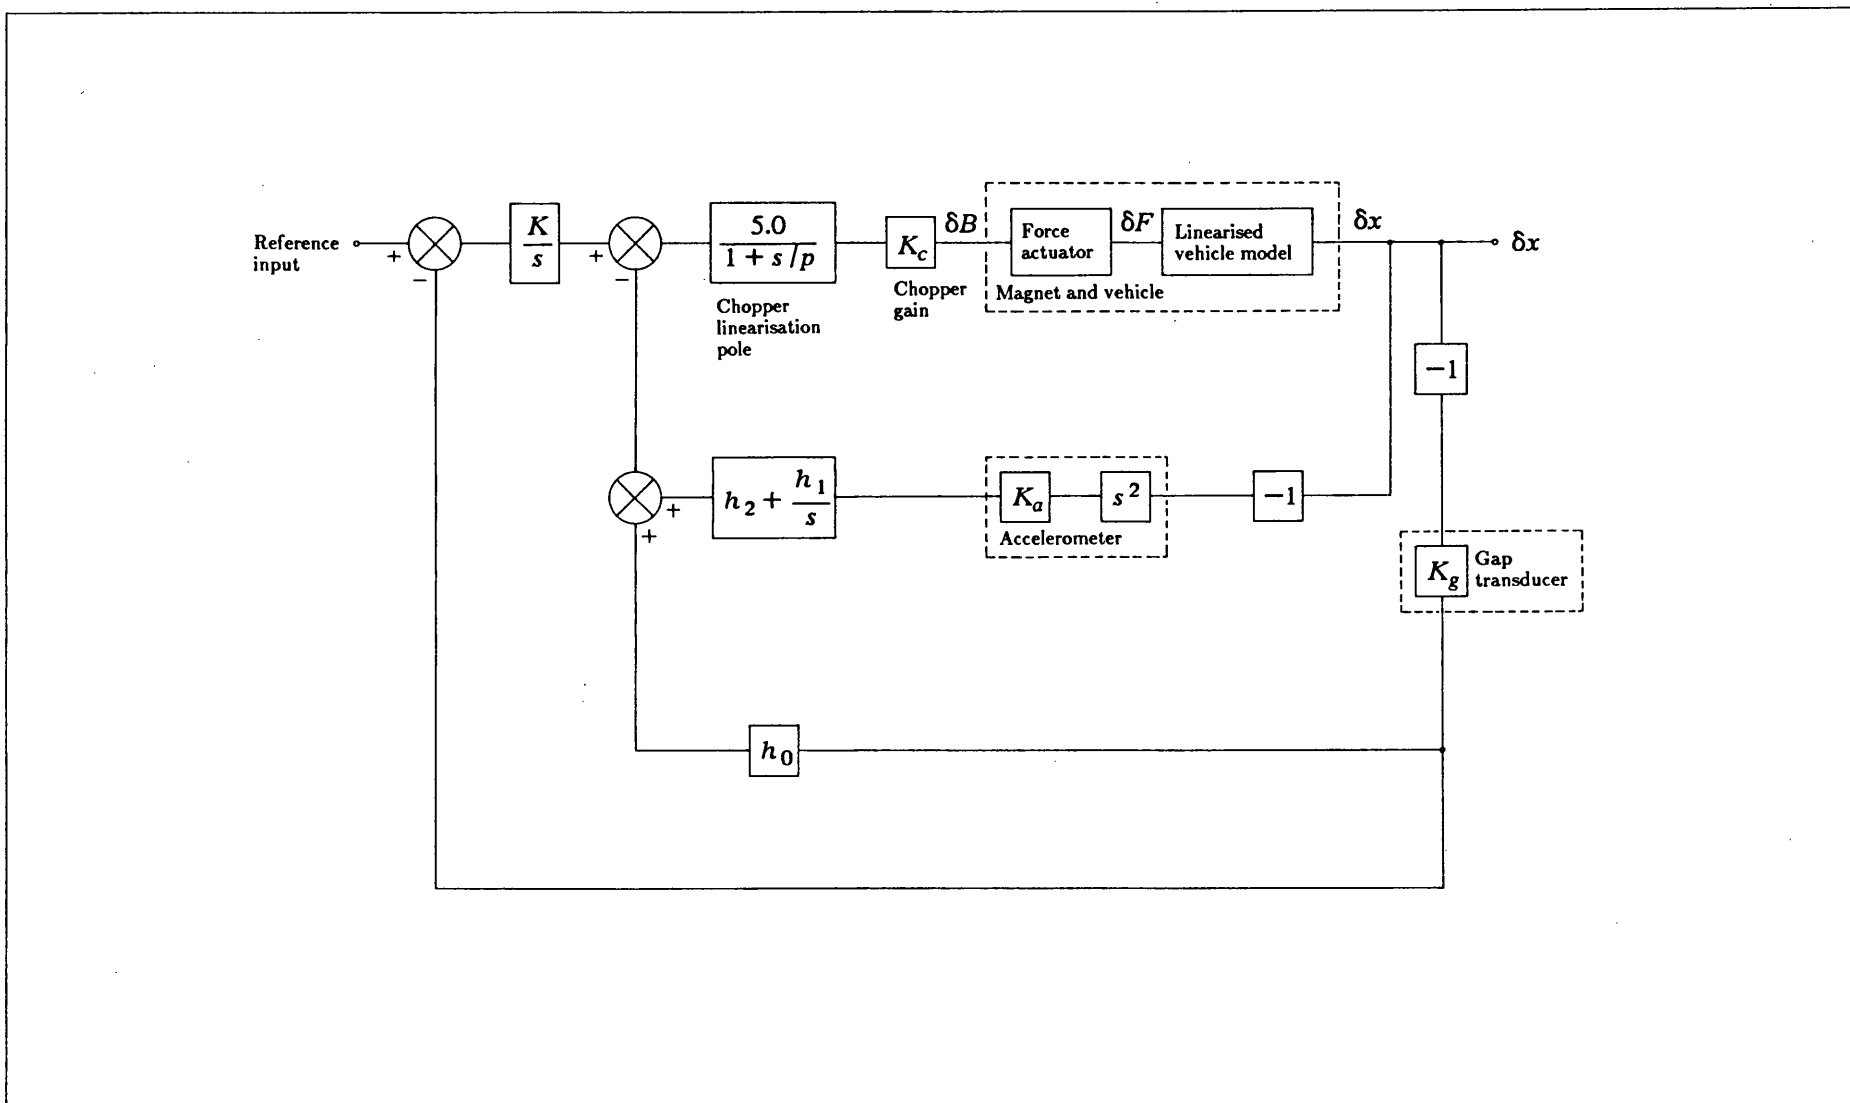 Reference
input
+
−
K
s
+
−
5.0
1 + s/p
Chopper
linearisation
pole
K_c
Chopper
gain
δB
Force
actuator
δF
Linearised
vehicle model
Magnet and vehicle
δx
δx
−1
h_2 + h_1
s
+
+
K_a
s^2
Accelerometer
−1
K_g
Gap
transducer
h_0